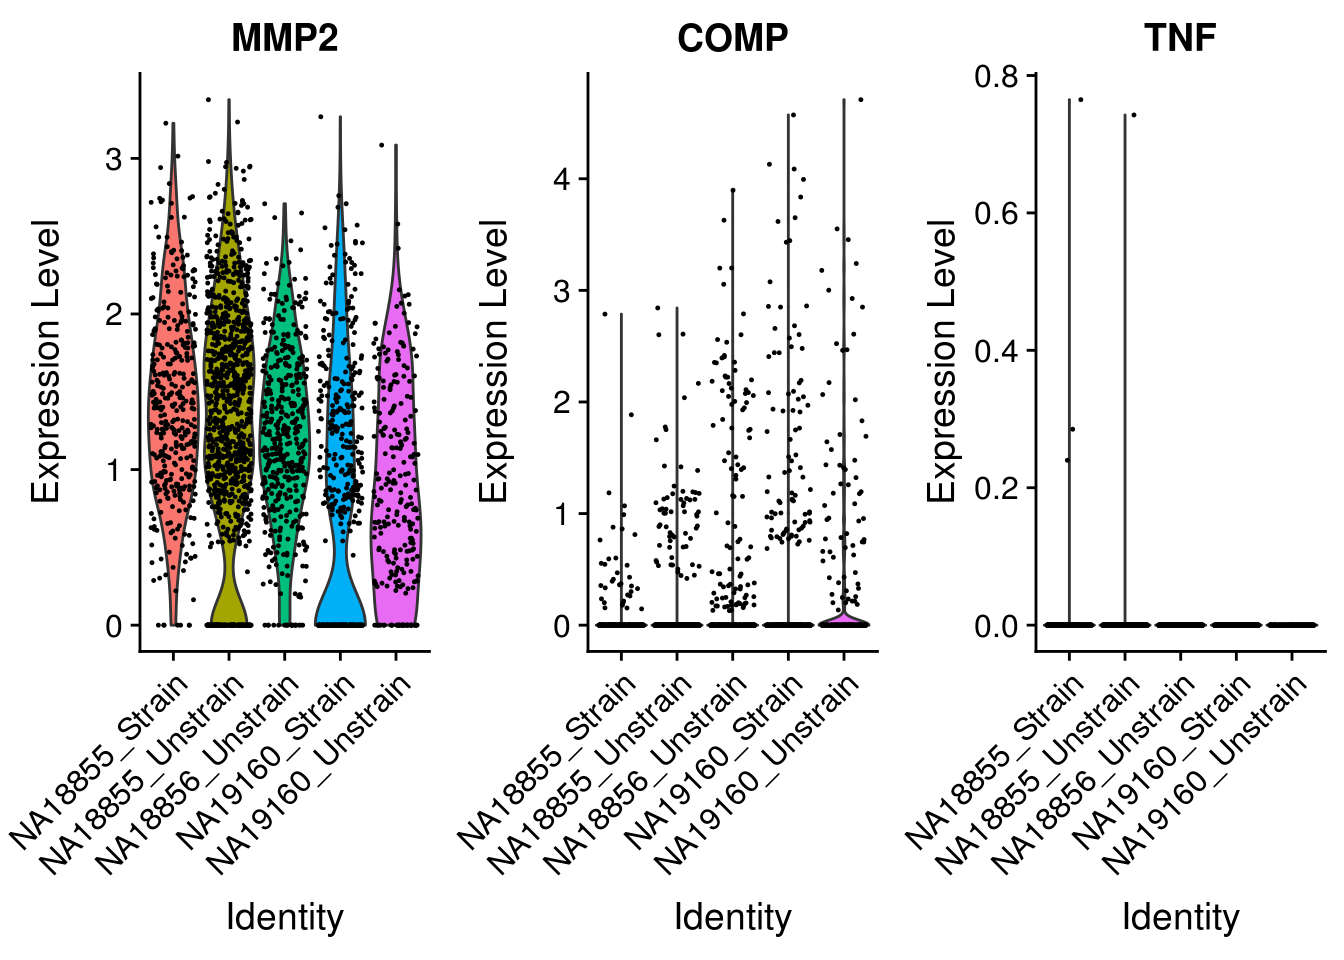 MMP2
Expression Level
3
2
1
0
NA18855_Strain
NA18855_Unstrain
NA18856_Unstrain
NA19160_Strain
NA19160_Unstrain
Identity
COMP
Expression Level
4
3
2
1
0
NA18855_Strain
NA18855_Unstrain
NA18856_Unstrain
NA19160_Strain
NA19160_Unstrain
Identity
TNF
Expression Level
0.8
0.6
0.4
0.2
0.0
NA18855_Strain
NA18855_Unstrain
NA18856_Unstrain
NA19160_Strain
NA19160_Unstrain
Identity